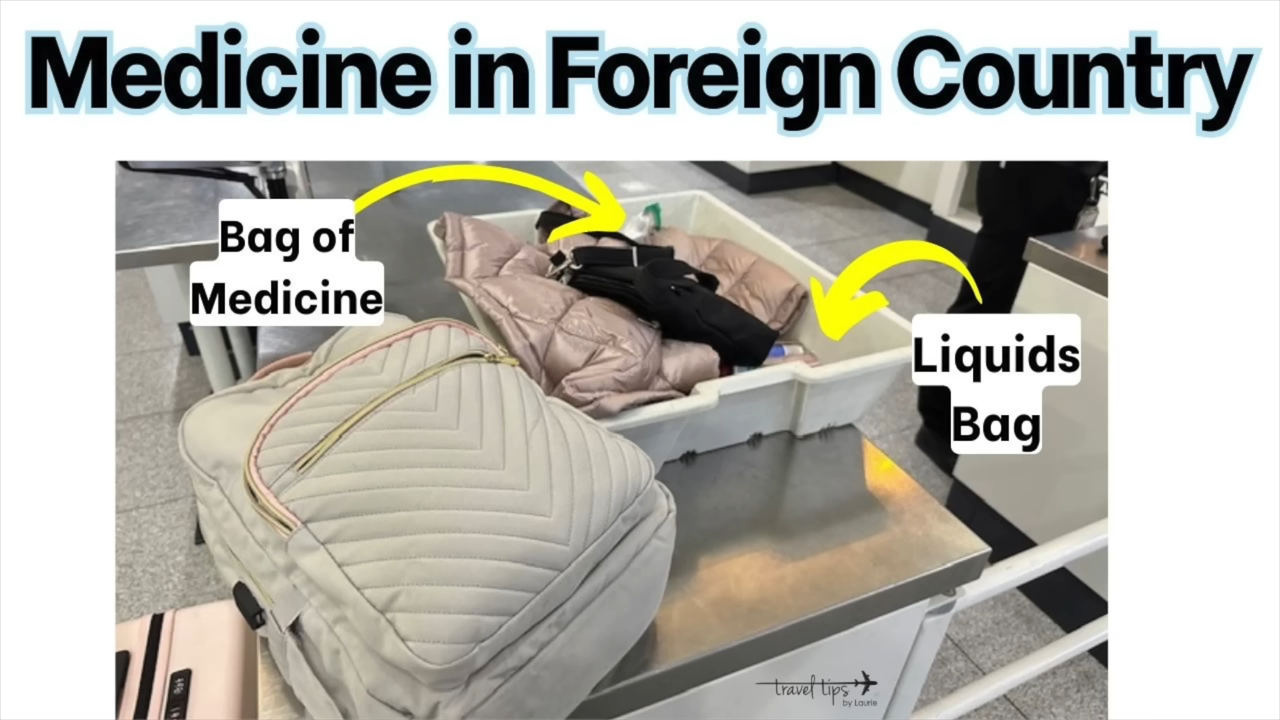 Medicine in Foreign Country
Bag of
Medicine
Liquids
Bag
travel tips
by Laurie